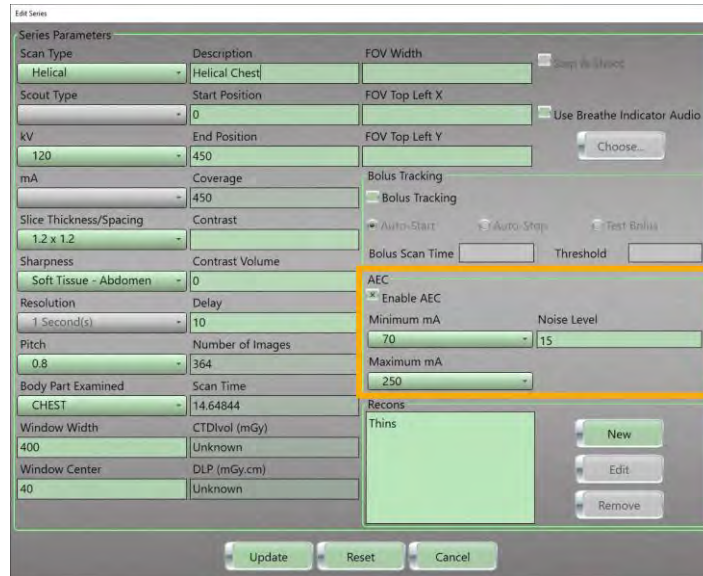 Edit Series
Series Parameters
Scan Type
Helical
Scout Type
kV
120
mA
Slice Thickness/Spacing
1.2 x 1.2
Sharpness
Soft Tissue - Abdomen
Resolution
1 Second(s)
Pitch
0.8
Body Part Examined
CHEST
Window Width
400
Window Center
40
Description
Helical Chest
Start Position
0
End Position
450
Coverage
450
Contrast
Contrast Volume
0
Delay
10
Number of Images
364
Scan Time
14.64844
CTDIvol (mGy)
Unknown
DLP (mGy.cm)
Unknown
FOV Width
FOV Top Left X
FOV Top Left Y
Step & Shoot
Use Breathe Indicator Audio
Choose...
Bolus Tracking
Bolus Tracking
Auto-Start Auto-Stop Test Bolus
Bolus Scan Time Threshold
AEC
Enable AEC
Minimum mA Noise Level
70 15
Maximum mA
250
Recons
Thins
New
Edit
Remove
Update Reset Cancel